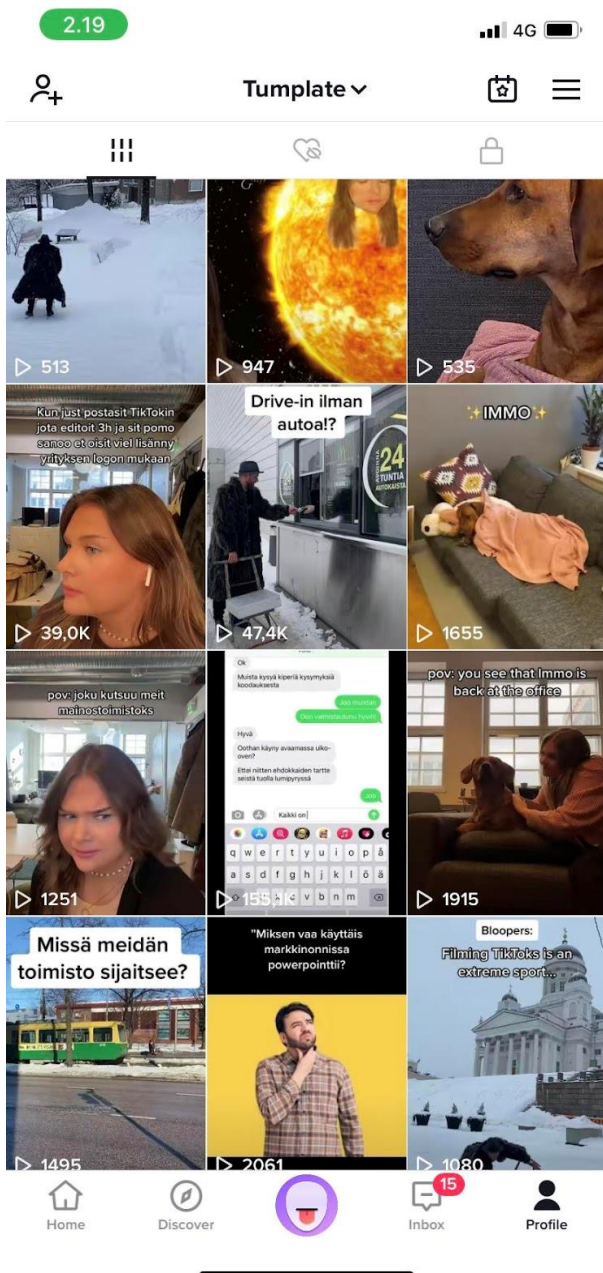 2.19
4G
Tumplate
513
947
535
Kun just postasit TikTokin
jota editoit 3h ja sit pomo
sanoo et oisit viel lisänny
yrityksen logon mukaan
39,0K
Drive-in ilman
autoa!?
AVOINNA
24
TUNTIA
AUTOKAISTA
47,4K
✨IMMO✨
1655
pov: joku kutsuu meit
mainostoimistoks
1251
Ok
Muista kysyä kiperiä kysymyksiä
koodauksesta
Joo muistan
Oon valmistautunu hyvin
Hyvä
Oothan käyny avaamassa ulko-
oven?
Ettei niitten ehdokkaiden tartte
seistä tuolla lumipyryssä
Joo
Kaikki on
q w e r t y u i o p å
a s d f g h j k l ö ä
v b n m
155,1K
pov: you see that Immo is
back at the office
1915
Missä meidän
toimisto sijaitsee?
1495
"Miksen vaa käyttäis
markkinonnissa
powerpointtii?
2061
Bloopers:
Filming TikToks is an
extreme sport...
1080
Home
Discover
15
Inbox
Profile